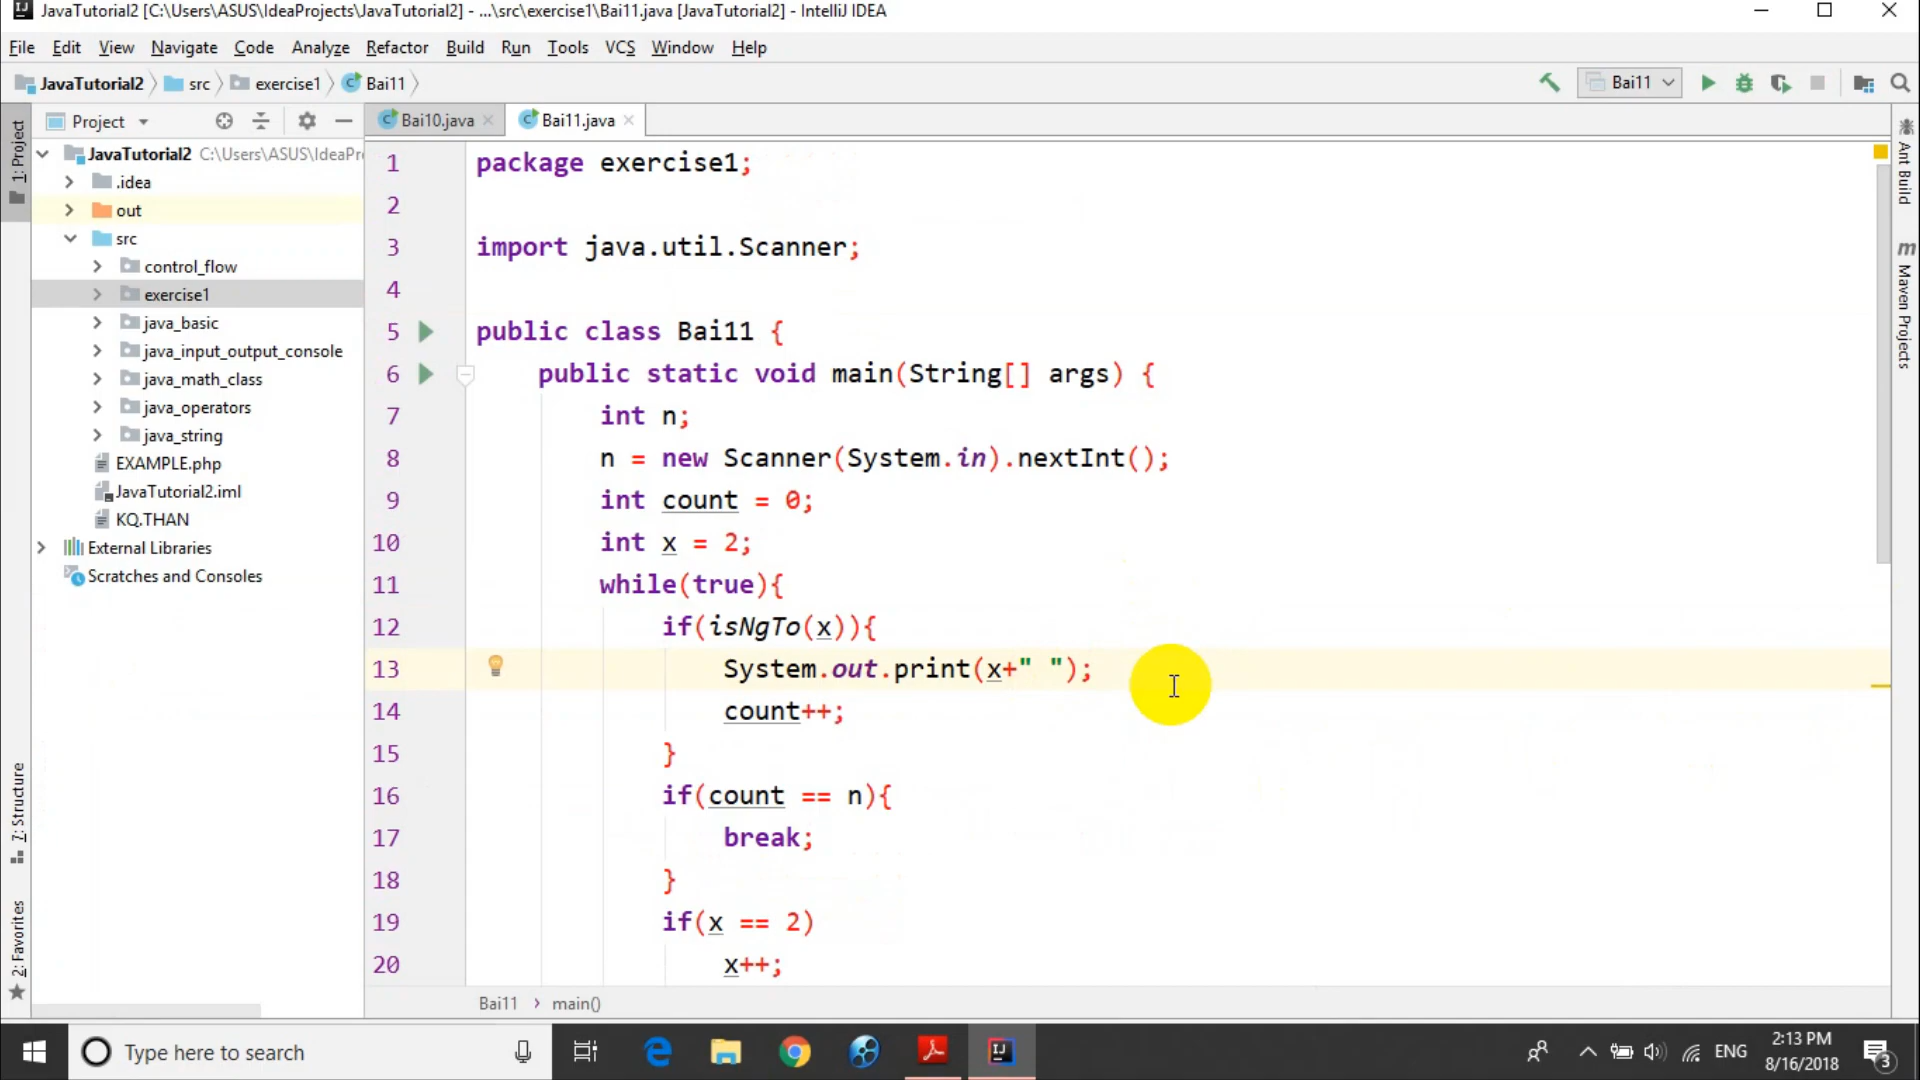 JavaTutorial2 [C:\Users\ASUS\IdeaProjects\JavaTutorial2] - ...\src\exercise1\Bai11.java [JavaTutorial2] - IntelliJ IDEA
File Edit View Navigate Code Analyze Refactor Build Run Tools VCS Window Help
JavaTutorial2 src exercise1 Bai11
Bai11
Project
Bai10.java
Bai11.java
1: Project
7: Structure
2: Favorites
Ant Build
Maven Projects
JavaTutorial2 C:\Users\ASUS\IdeaPr
.idea
out
src
control_flow
exercise1
java_basic
java_input_output_console
java_math_class
java_operators
java_string
EXAMPLE.php
JavaTutorial2.iml
KQ.THAN
External Libraries
Scratches and Consoles
1 package exercise1;
2
3 import java.util.Scanner;
4
5 public class Bai11 {
6 public static void main(String[] args) {
7 int n;
8 n = new Scanner(System.in).nextInt();
9 int count = 0;
10 int x = 2;
11 while(true){
12 if(isNgTo(x)){
13 System.out.print(x+" ");
14 count++;
15 }
16 if(count == n){
17 break;
18 }
19 if(x == 2)
20 x++;
Bai11 > main()
Type here to search
ENG
2:13 PM
8/16/2018
3